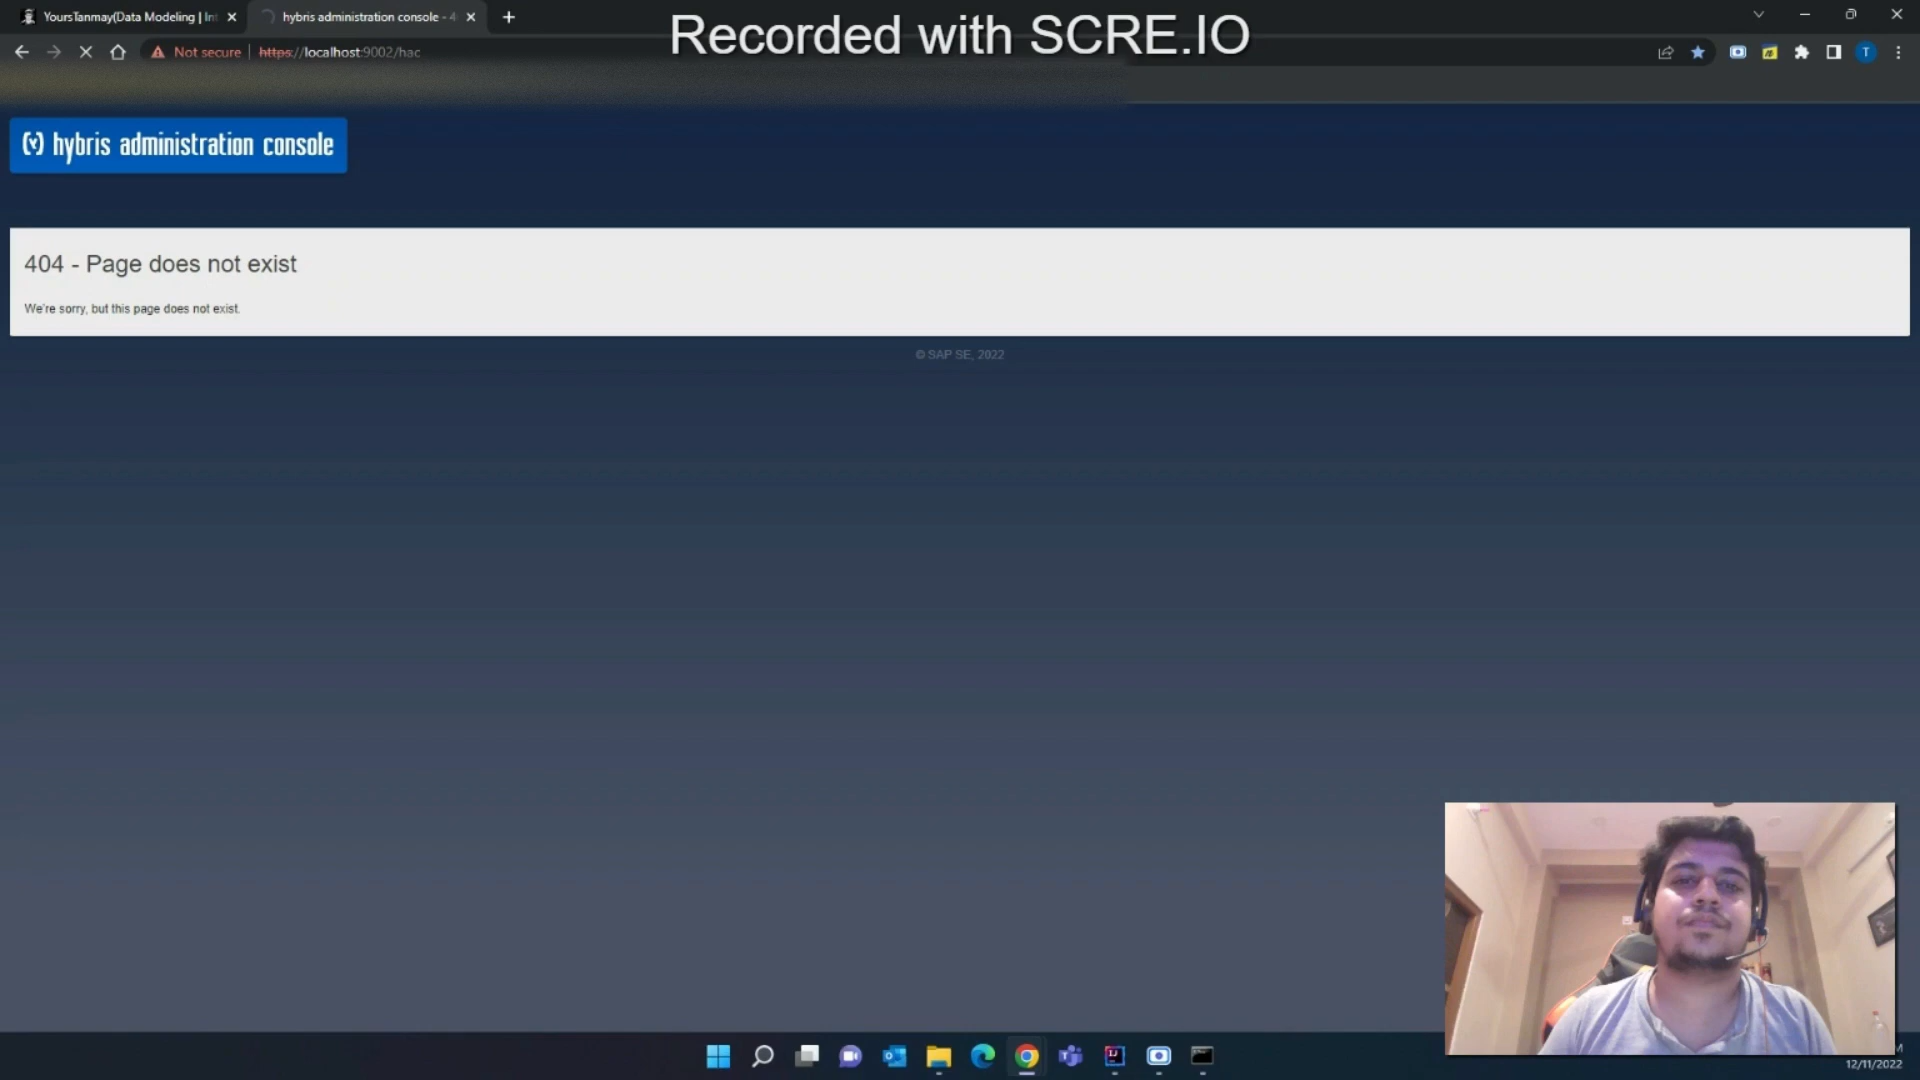 YoursTanmay(Data Modeling | Int
hybris administration console - 4
Recorded with SCRE.IO
Not secure
https://localhost:9002/hac
T
(y) hybris administration console
404 - Page does not exist
We're sorry, but this page does not exist.
© SAP SE, 2022
M
12/11/2022